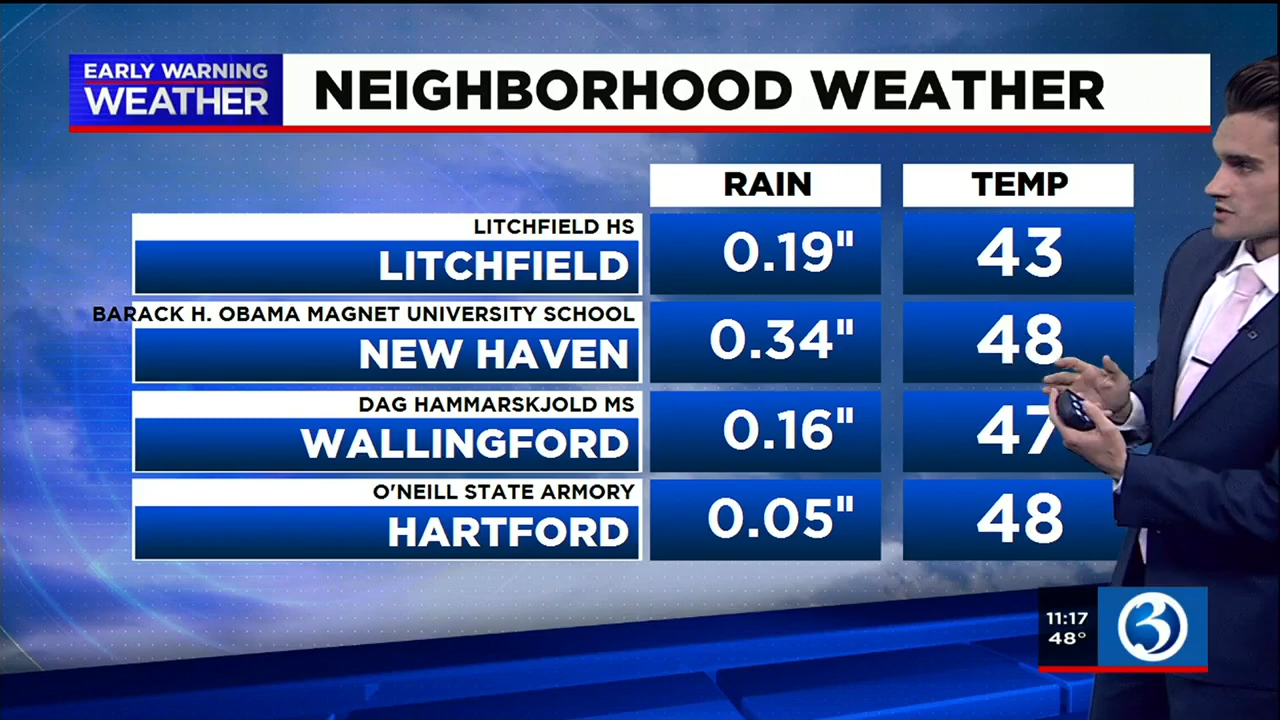 EARLY WARNING
WEATHER
NEIGHBORHOOD WEATHER
RAIN
TEMP
LITCHFIELD HS
LITCHFIELD
0.19"
43
BARACK H. OBAMA MAGNET UNIVERSITY SCHOOL
NEW HAVEN
0.34"
48
DAG HAMMARSKJOLD MS
WALLINGFORD
0.16"
47
O'NEILL STATE ARMORY
HARTFORD
0.05"
48
11:17
48°
3